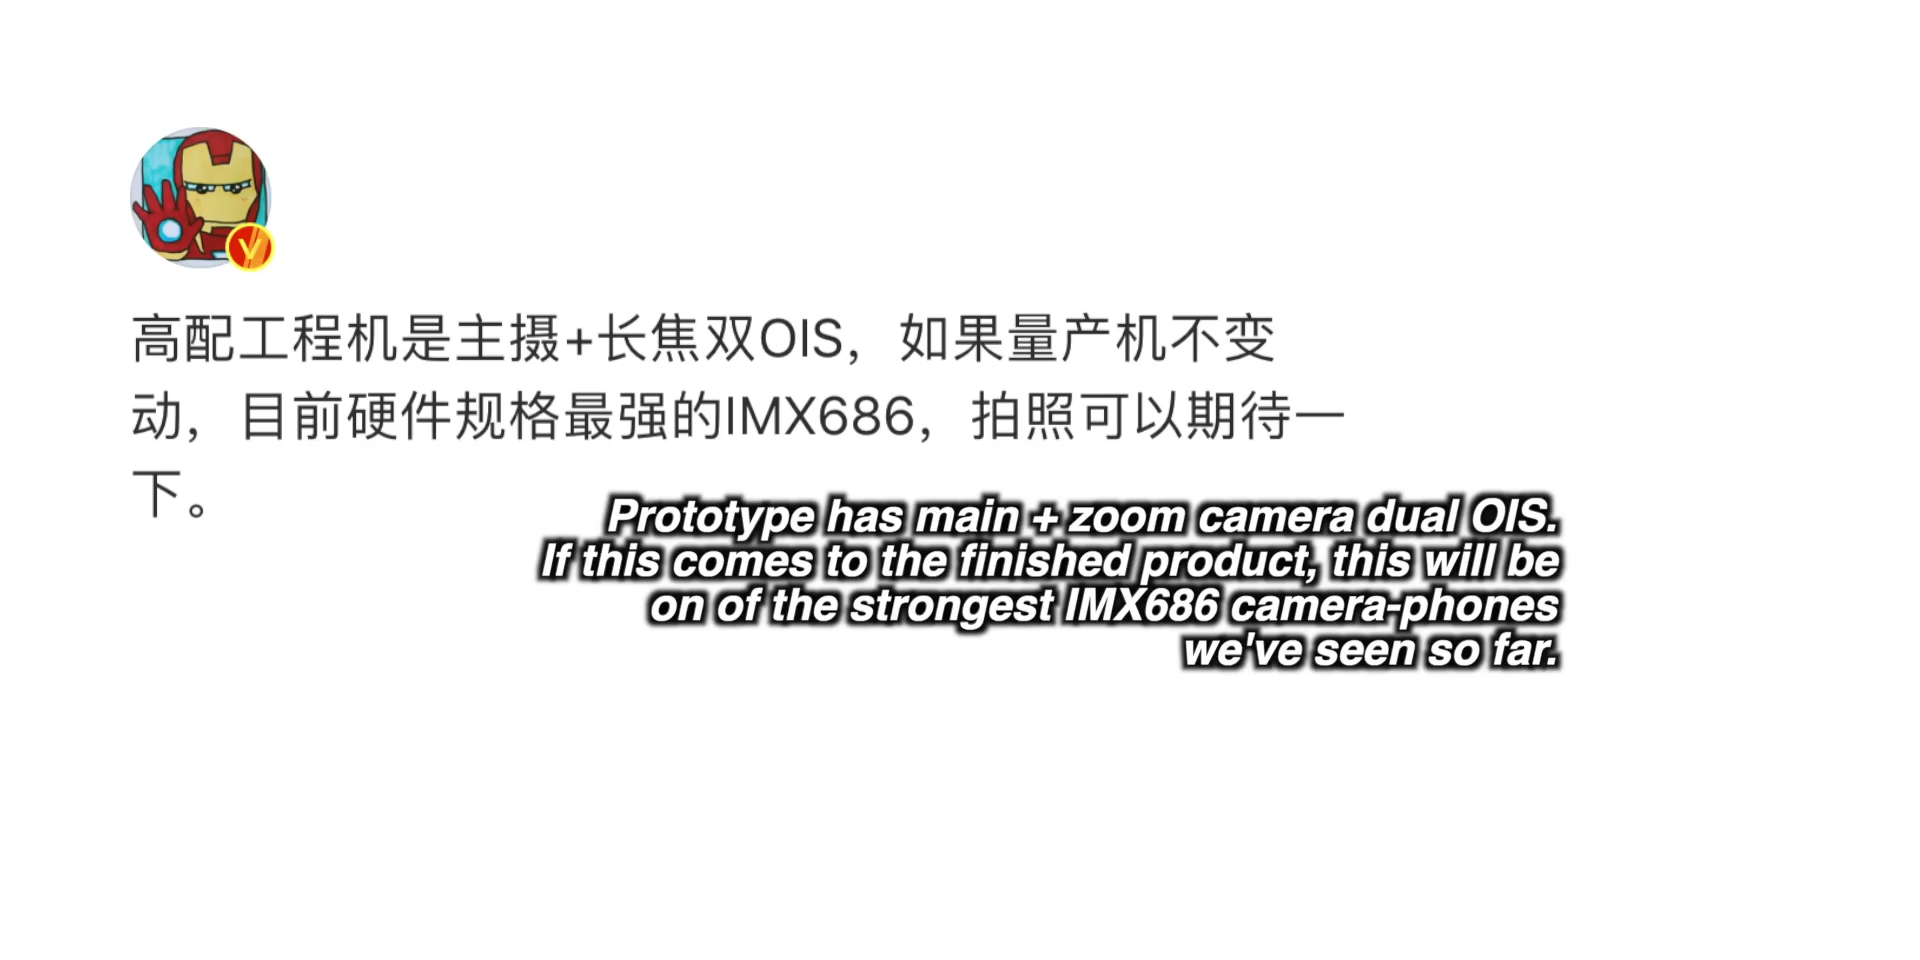 高配工程机是主摄+长焦双OIS，如果量产机不变
动，目前硬件规格最强的IMX686，拍照可以期待一
下。
Prototype has main + zoom camera dual OIS.
If this comes to the finished product, this will be
on of the strongest IMX686 camera-phones
we've seen so far.